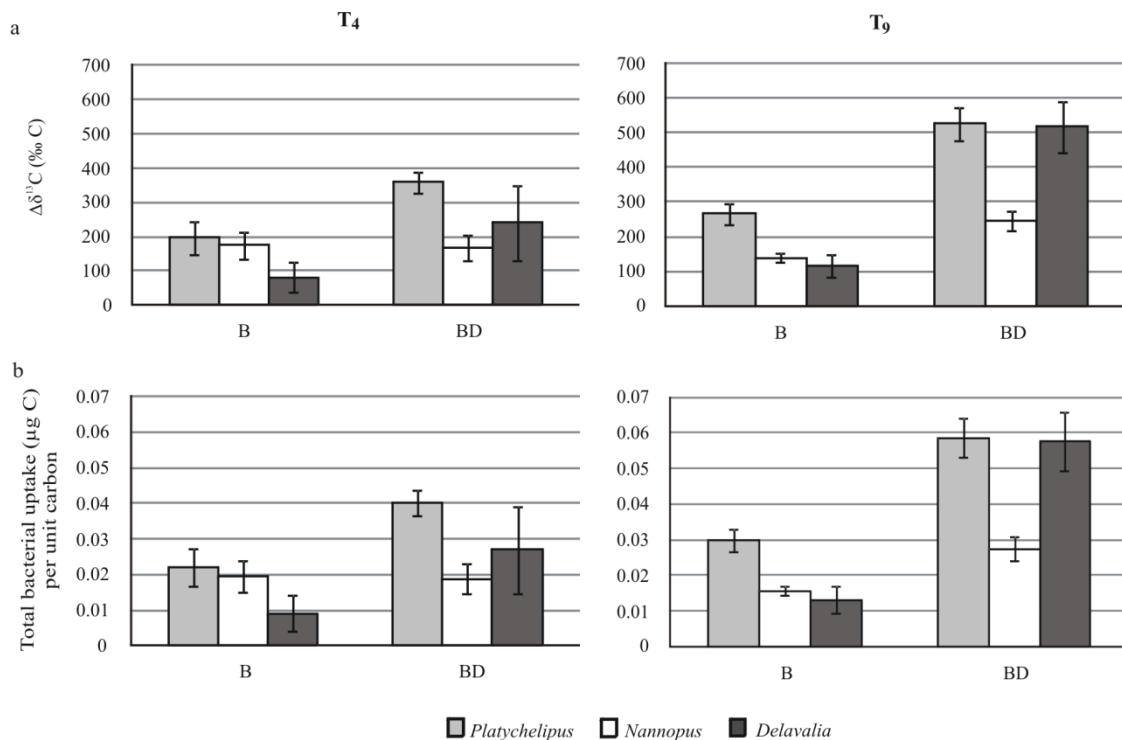 T4
T9
a
Δδ¹³C (‰ C)
700
600
500
400
300
200
100
0
B
BD
700
600
500
400
300
200
100
0
B
BD
b
Total bacterial uptake (µg C)
per unit carbon
0.07
0.06
0.05
0.04
0.03
0.02
0.01
0
B
BD
0.07
0.06
0.05
0.04
0.03
0.02
0.01
0
B
BD
Platychelipus Nannopus Delavalia